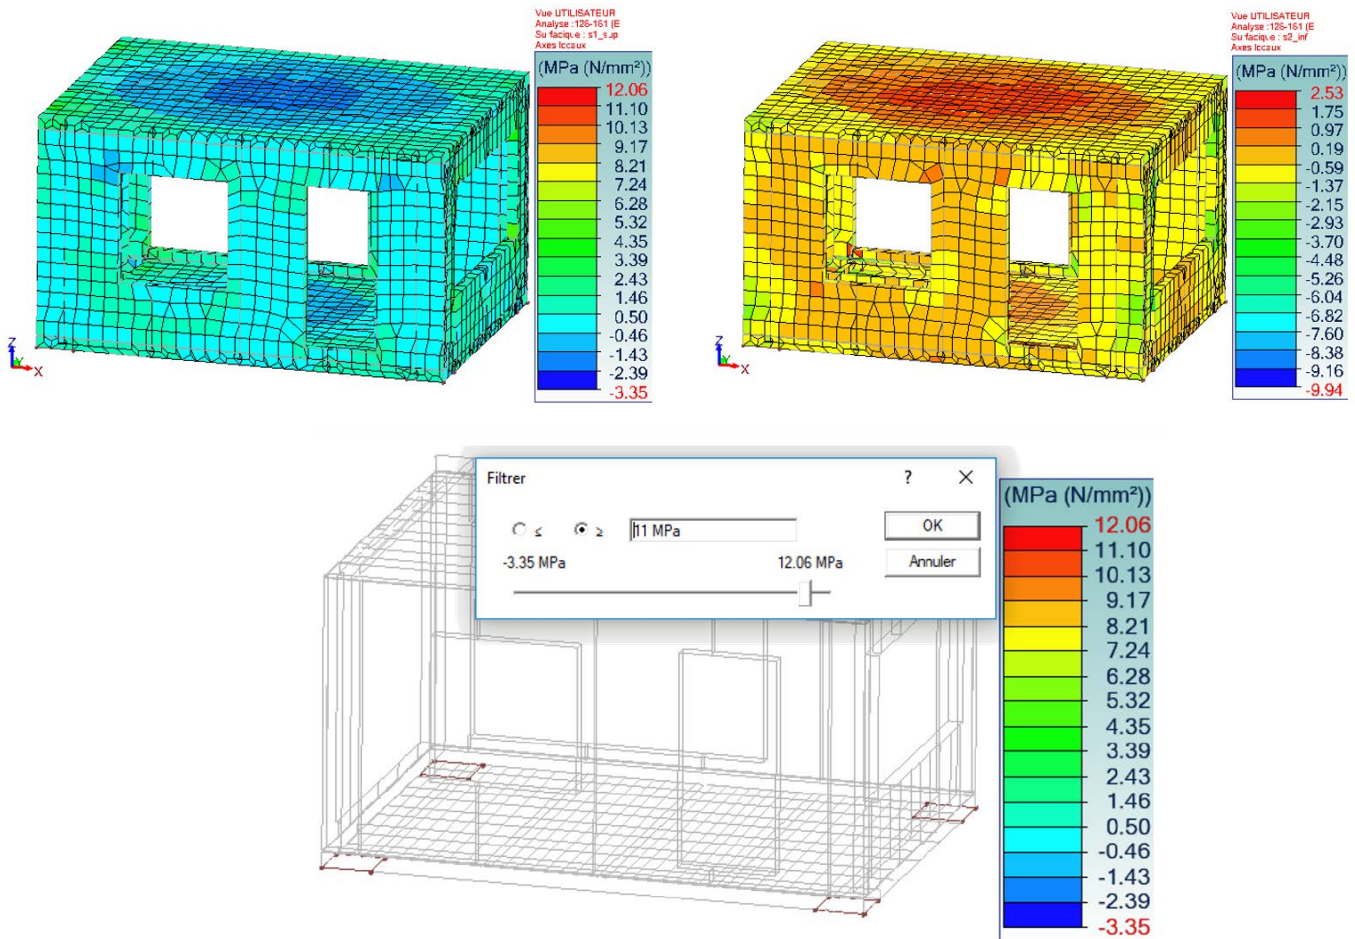 Vue UTILISATEUR
Analyse :126-161 (E
Su facique : s1_sup
Axes locaux
(MPa (N/mm²))
12.06
11.10
10.13
9.17
8.21
7.24
6.28
5.32
4.35
3.39
2.43
1.46
0.50
-0.46
-1.43
-2.39
-3.35
Z
Y
X
Vue UTILISATEUR
Analyse :126-161 (E
Su facique : s2_inf
Axes locaux
(MPa (N/mm²))
2.53
1.75
0.97
0.19
-0.59
-1.37
-2.15
-2.93
-3.70
-4.48
-5.26
-6.04
-6.82
-7.60
-8.38
-9.16
-9.94
Z
Y
X
Filtrer
?
≤
≥
11 MPa
OK
-3.35 MPa
12.06 MPa
Annuler
(MPa (N/mm²))
12.06
11.10
10.13
9.17
8.21
7.24
6.28
5.32
4.35
3.39
2.43
1.46
0.50
-0.46
-1.43
-2.39
-3.35